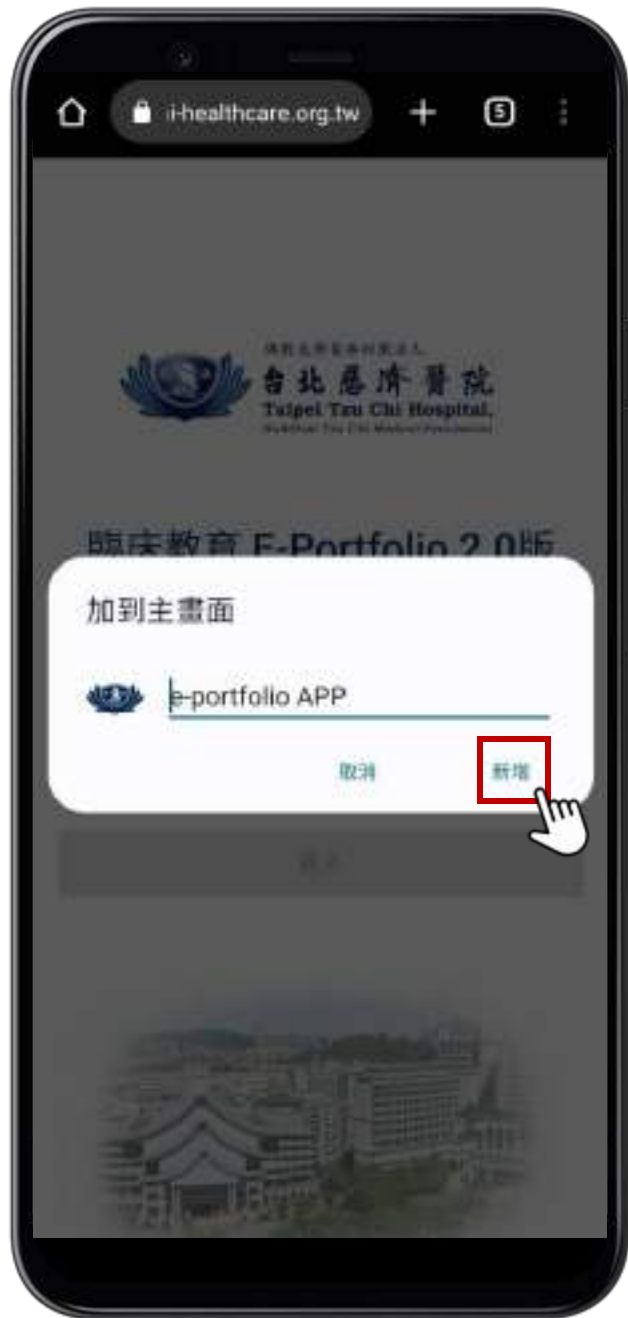 i-healthcare.org.tw
5
台北慈濟醫院
Taipei Tzu Chi Hospital,
臨床教育 E-Portfolio 2.0版
加到主畫面
e-portfolio APP
取消
新增